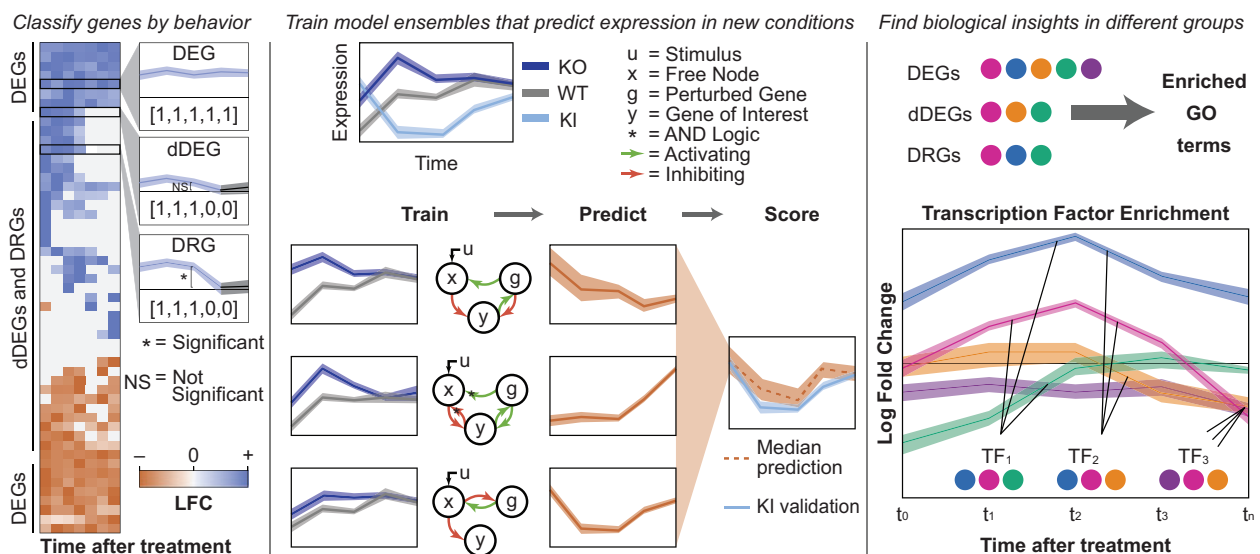 Classify genes by behavior
DEGs
dDEGs and DRGs
DEGs
DEG
[1,1,1,1,1]
dDEG
NS
[1,1,1,0,0]
DRG
*
[1,1,1,0,0]
* = Significant
NS = Not Significant
– 0 +
LFC
Time after treatment
Train model ensembles that predict expression in new conditions
Expression
Time
KO
WT
KI
u = Stimulus
x = Free Node
g = Perturbed Gene
y = Gene of Interest
* = AND Logic
= Activating
= Inhibiting
Train
Predict
Score
u
x
g
y
x
g
y
*
*
u
x
g
y
Median prediction
KI validation
Find biological insights in different groups
DEGs
dDEGs
DRGs
Enriched
GO
terms
Transcription Factor Enrichment
Log Fold Change
TF₁
TF₂
TF₃
t₀
t₁
t₂
t₃
tₙ
Time after treatment